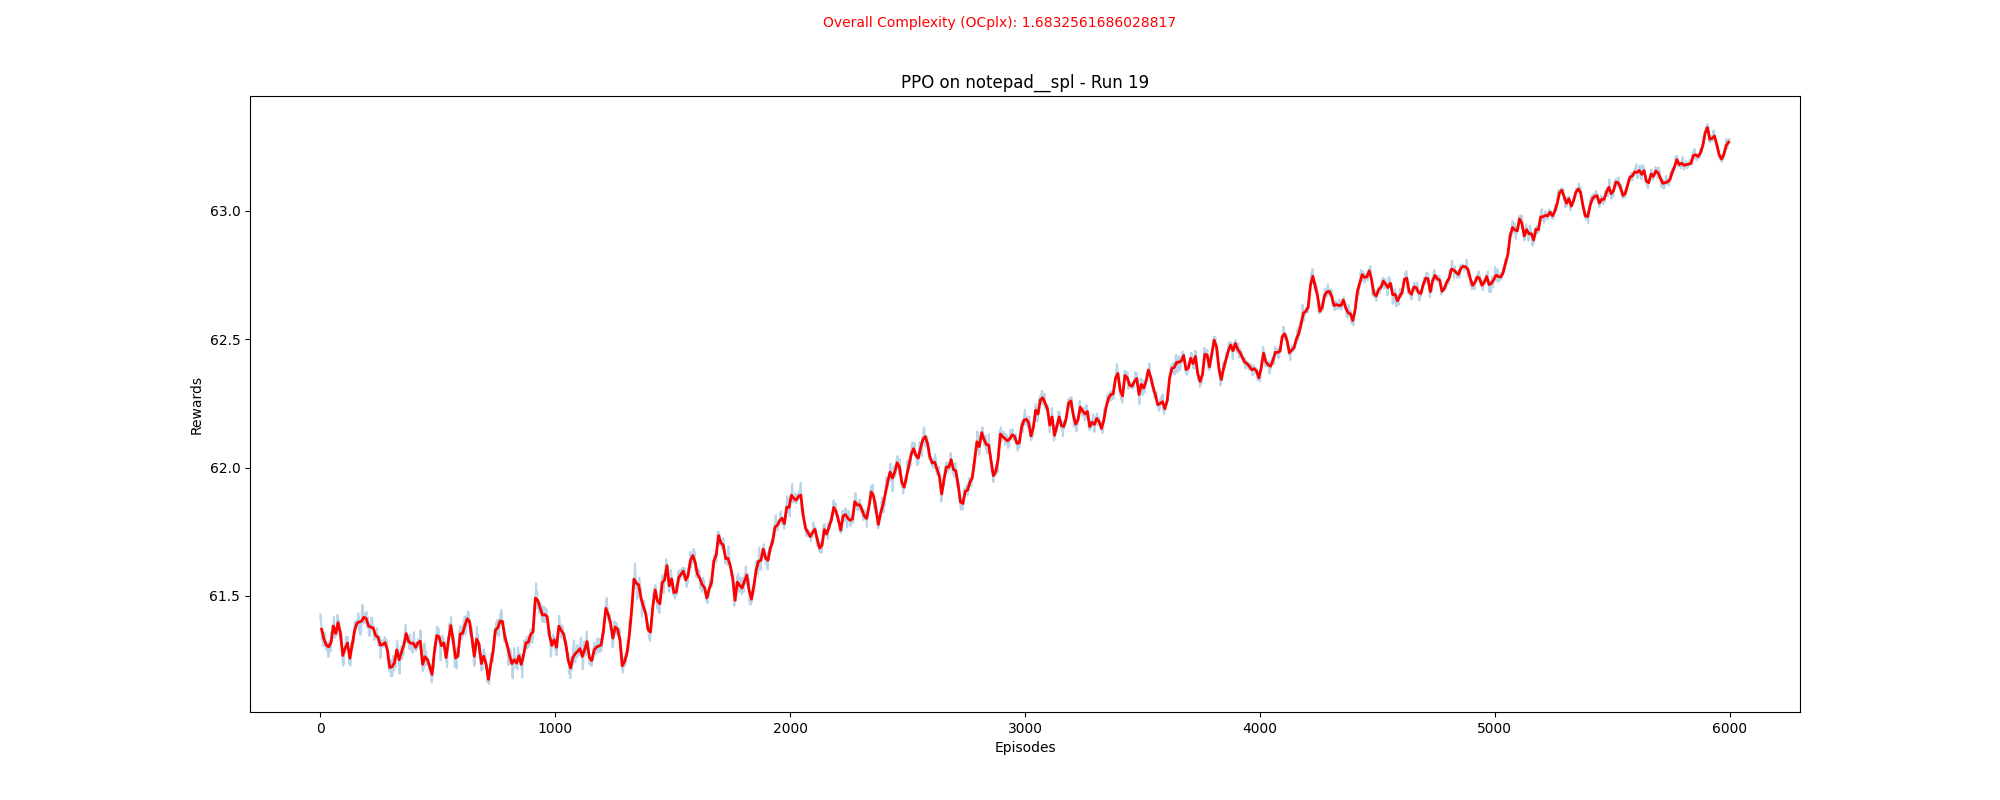 Overall Complexity (OCplx): 1.6832561686028817
PPO on notepad__spl - Run 19
Rewards
63.0
62.5
62.0
61.5
0 1000 2000 3000 4000 5000 6000
Episodes